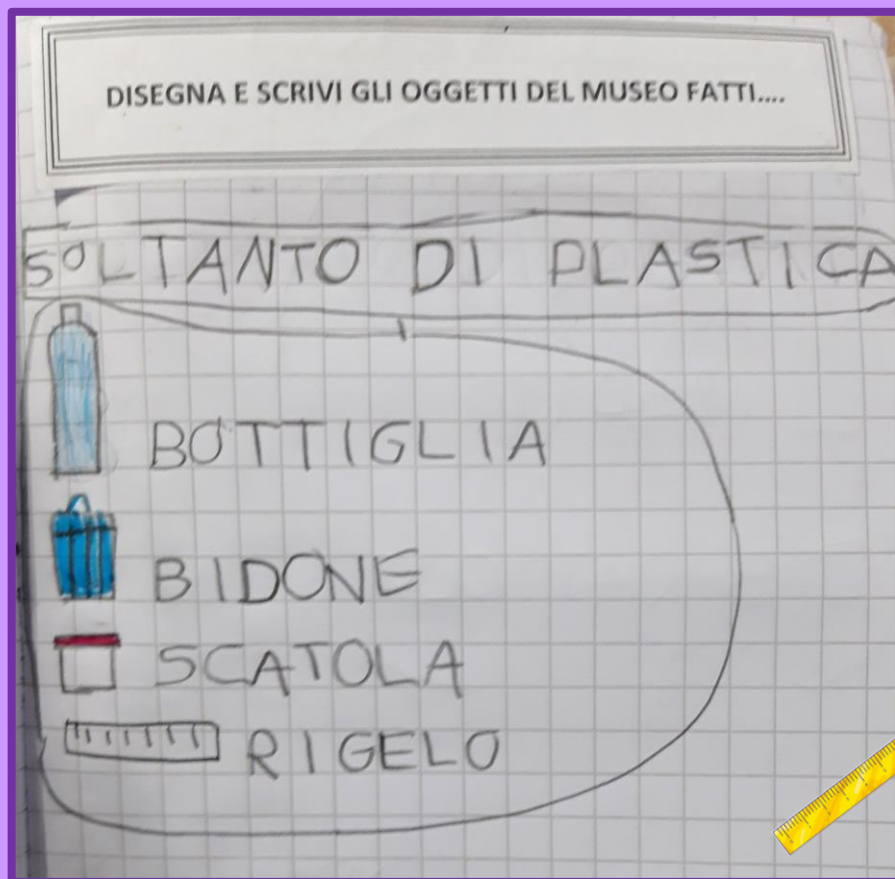 DISEGNA E SCRIVI GLI OGGETTI DEL MUSEO FATTI....
SOLTANTO DI PLASTICA
BOTTIGLIA
BIDONE
SCATOLA
RIGELO